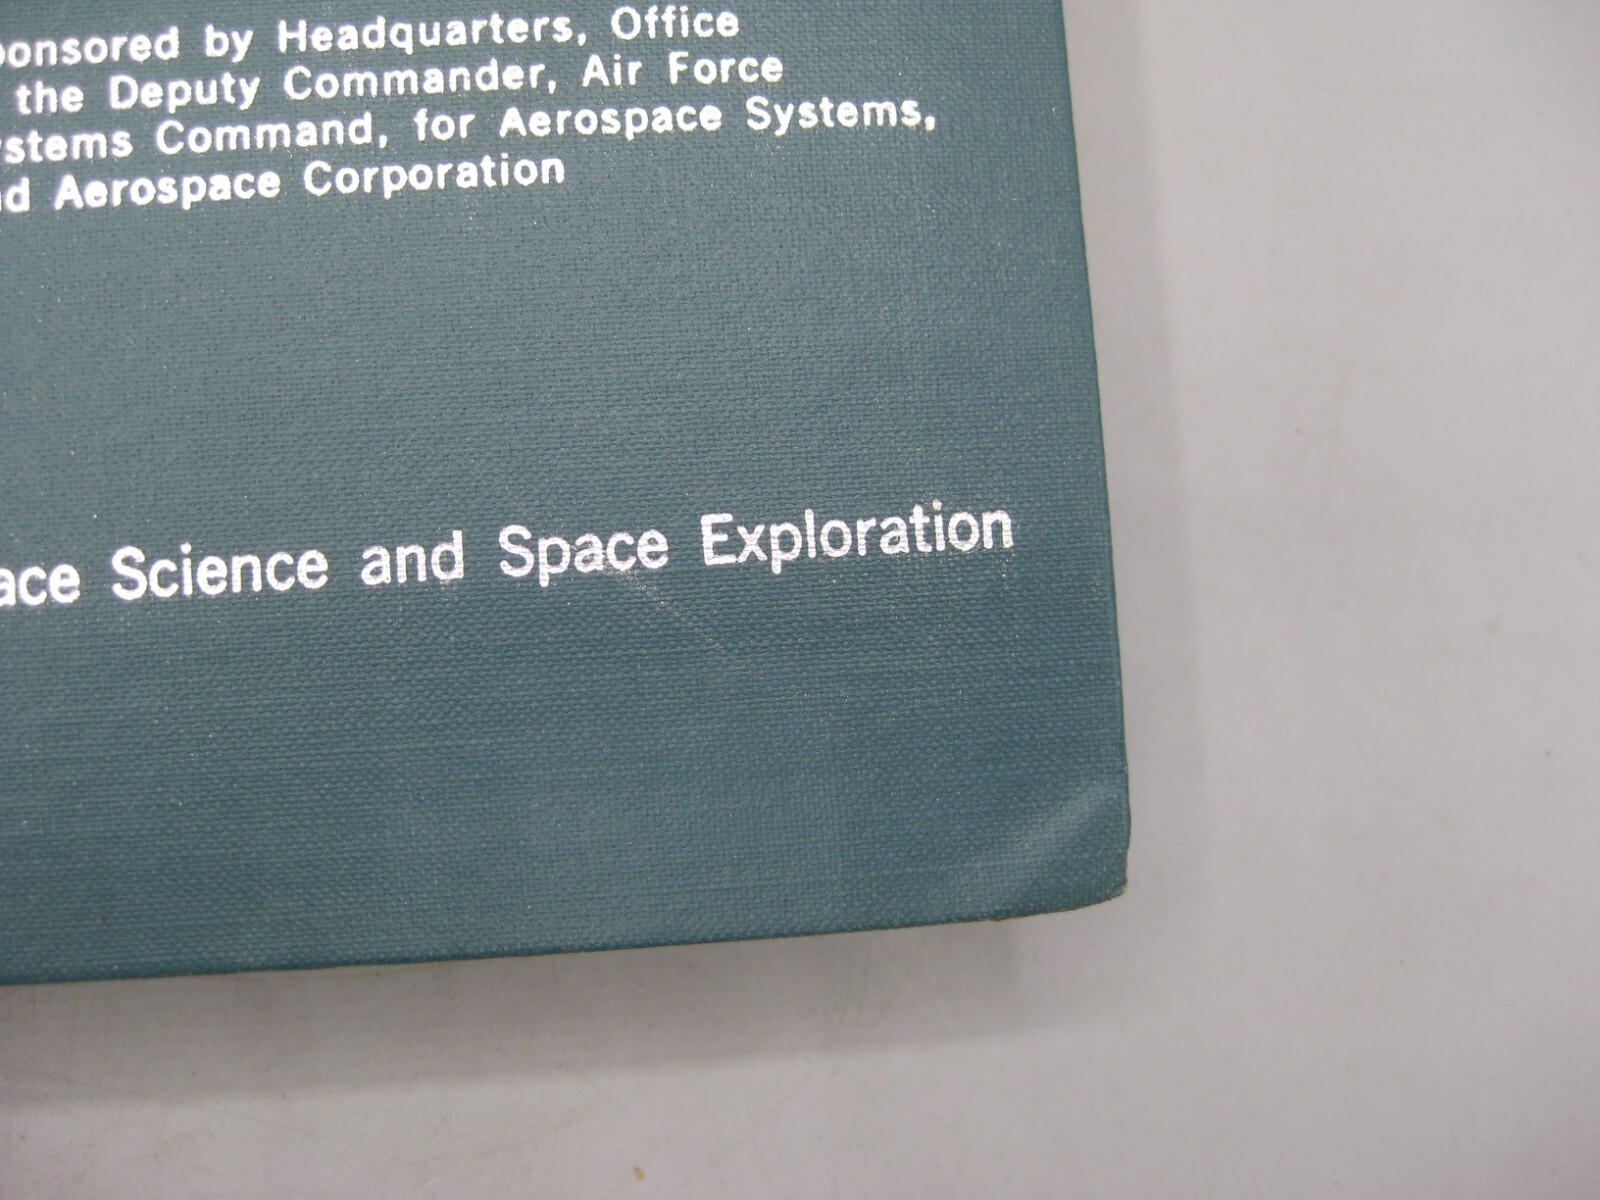 ponsored by Headquarters, Office
the Deputy Commander, Air Force
stems Command, for Aerospace Systems,
d Aerospace Corporation
ace Science and Space Exploration